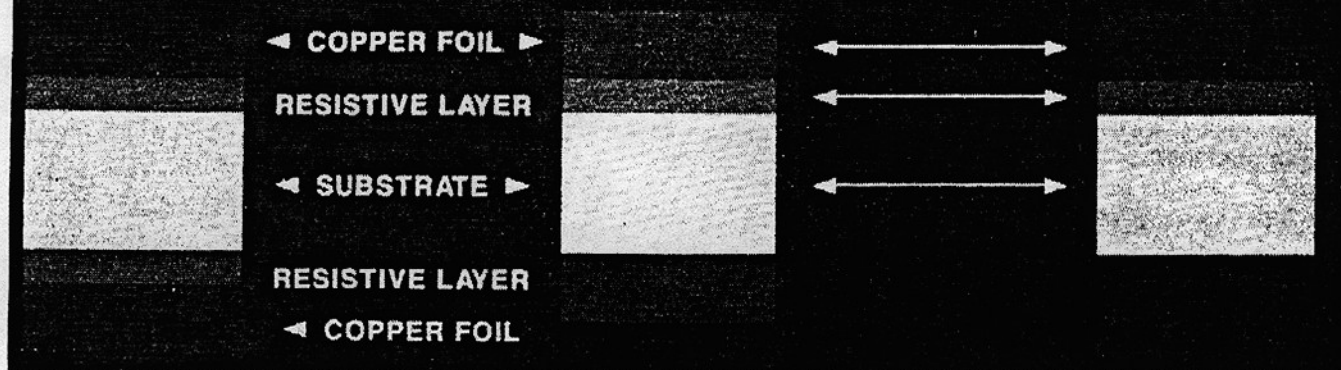 COPPER FOIL
RESISTIVE LAYER
SUBSTRATE
RESISTIVE LAYER
COPPER FOIL